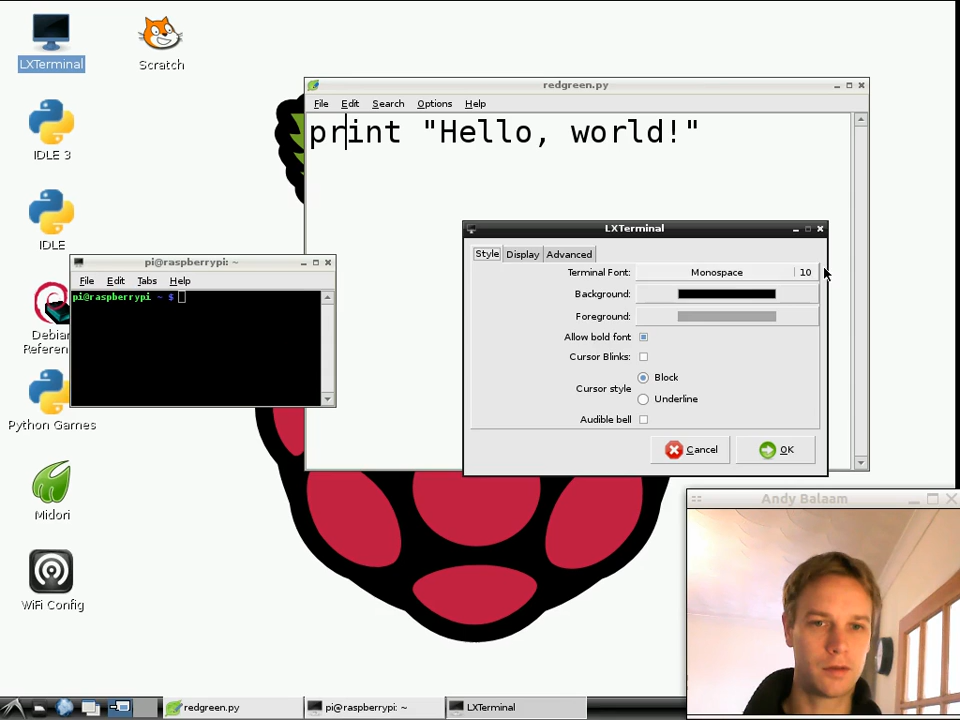 LXTerminal
Scratch
IDLE 3
IDLE
Debian
Referen
Python Games
Midori
WiFi Config
redgreen.py
File Edit Search Options Help
print "Hello, world!"
pi@raspberrypi: ~
File Edit Tabs Help
pi@raspberrypi ~ $
LXTerminal
Style Display Advanced
Terminal Font: Monospace 10
Background:
Foreground:
Allow bold font
Cursor Blinks:
Cursor style
Block
Underline
Audible bell
Cancel OK
Andy Balaam
redgreen.py
pi@raspberrypi: ~
LXTerminal